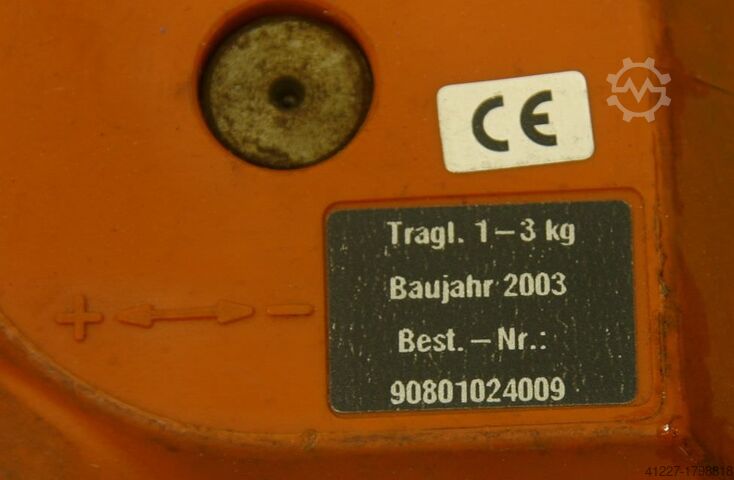 CE
Tragl. 1–3 kg
Baujahr 2003
Best.–Nr.:
90801024009
+ –
41227-1798818